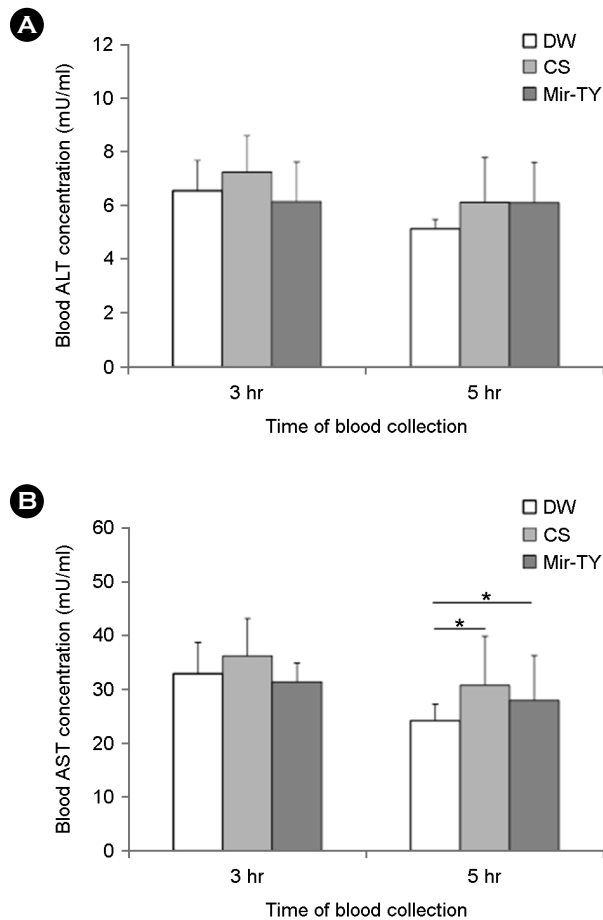 A
Blood ALT concentration (mU/ml)
12
10
8
6
4
2
0
DW
CS
Mir-TY
3 hr
5 hr
Time of blood collection
B
Blood AST concentration (mU/ml)
60
50
40
30
20
10
0
DW
CS
Mir-TY
*
*
3 hr
5 hr
Time of blood collection